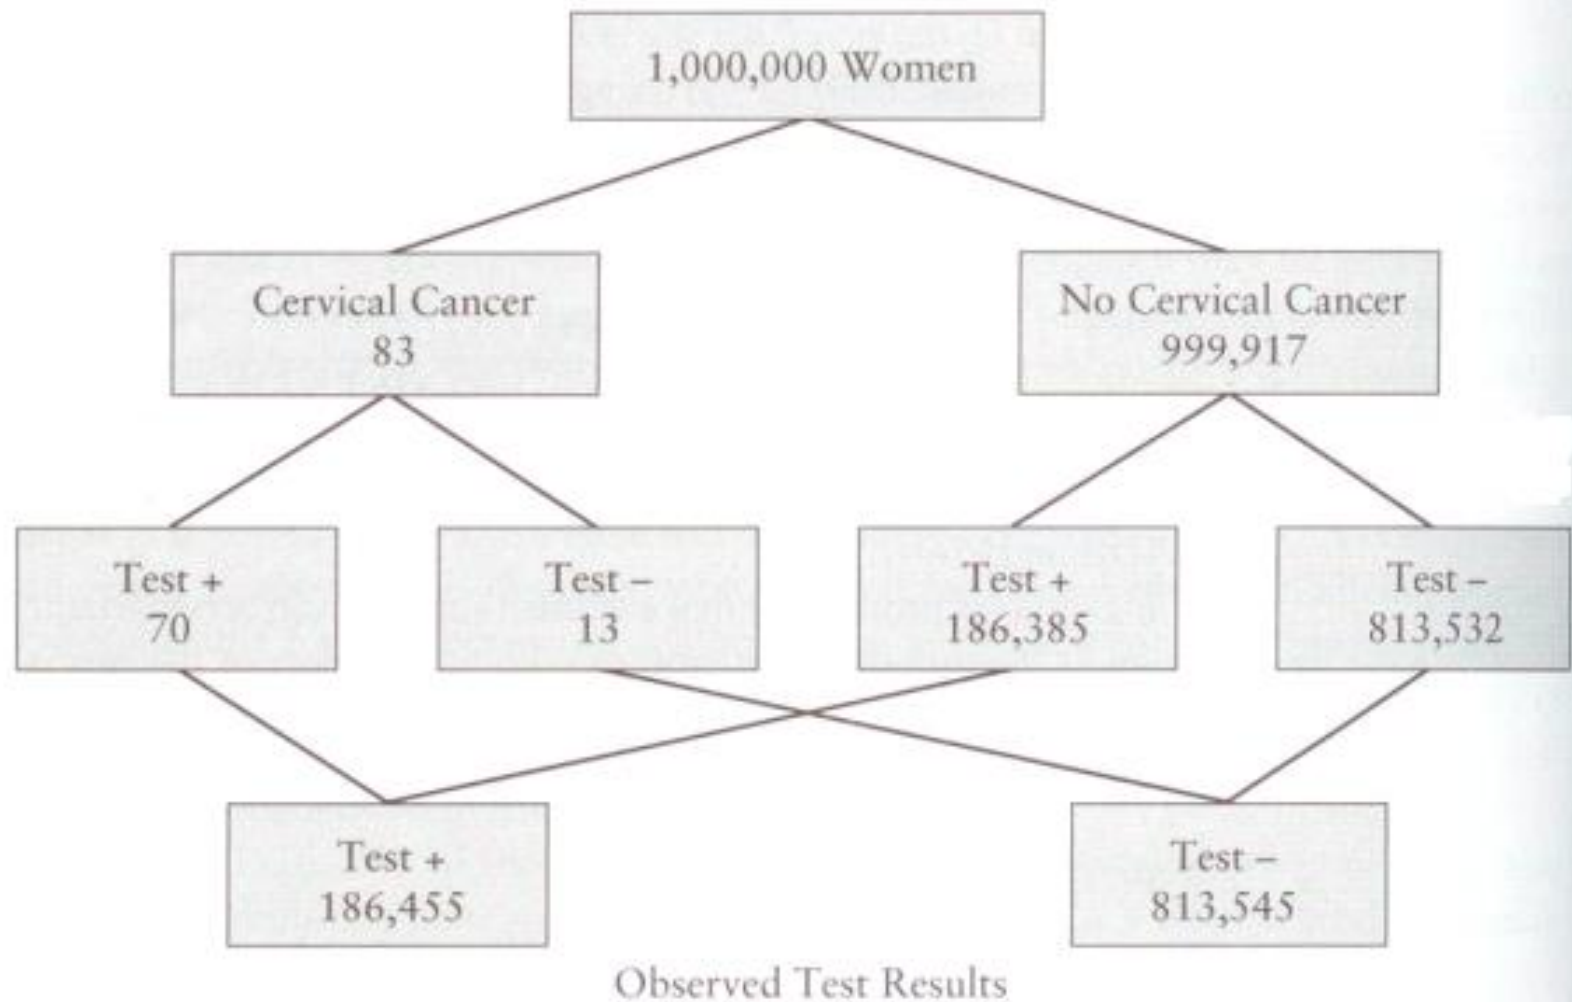 1,000,000 Women
Cervical Cancer
83
No Cervical Cancer
999,917
Test +
70
Test –
13
Test +
186,385
Test –
813,532
Test +
186,455
Test –
813,545
Observed Test Results